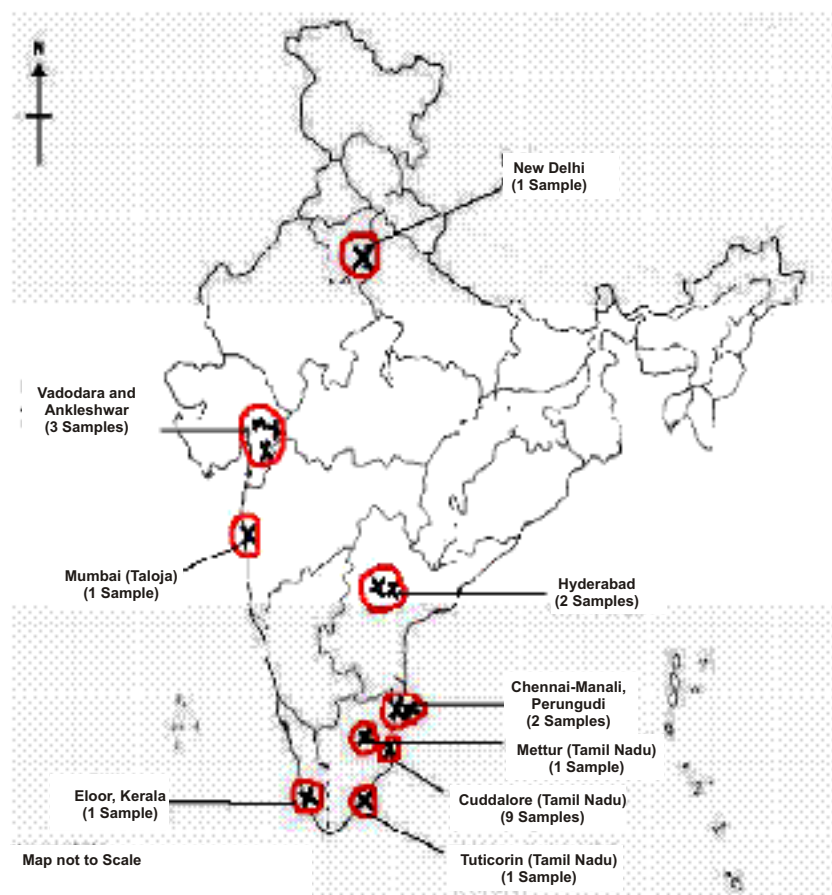 N
New Delhi
(1 Sample)
Vadodara and
Ankleshwar
(3 Samples)
Mumbai (Taloja)
(1 Sample)
Hyderabad
(2 Samples)
Chennai-Manali,
Perungudi
(2 Samples)
Mettur (Tamil Nadu)
(1 Sample)
Eloor, Kerala
(1 Sample)
Cuddalore (Tamil Nadu)
(9 Samples)
Map not to Scale
Tuticorin (Tamil Nadu)
(1 Sample)